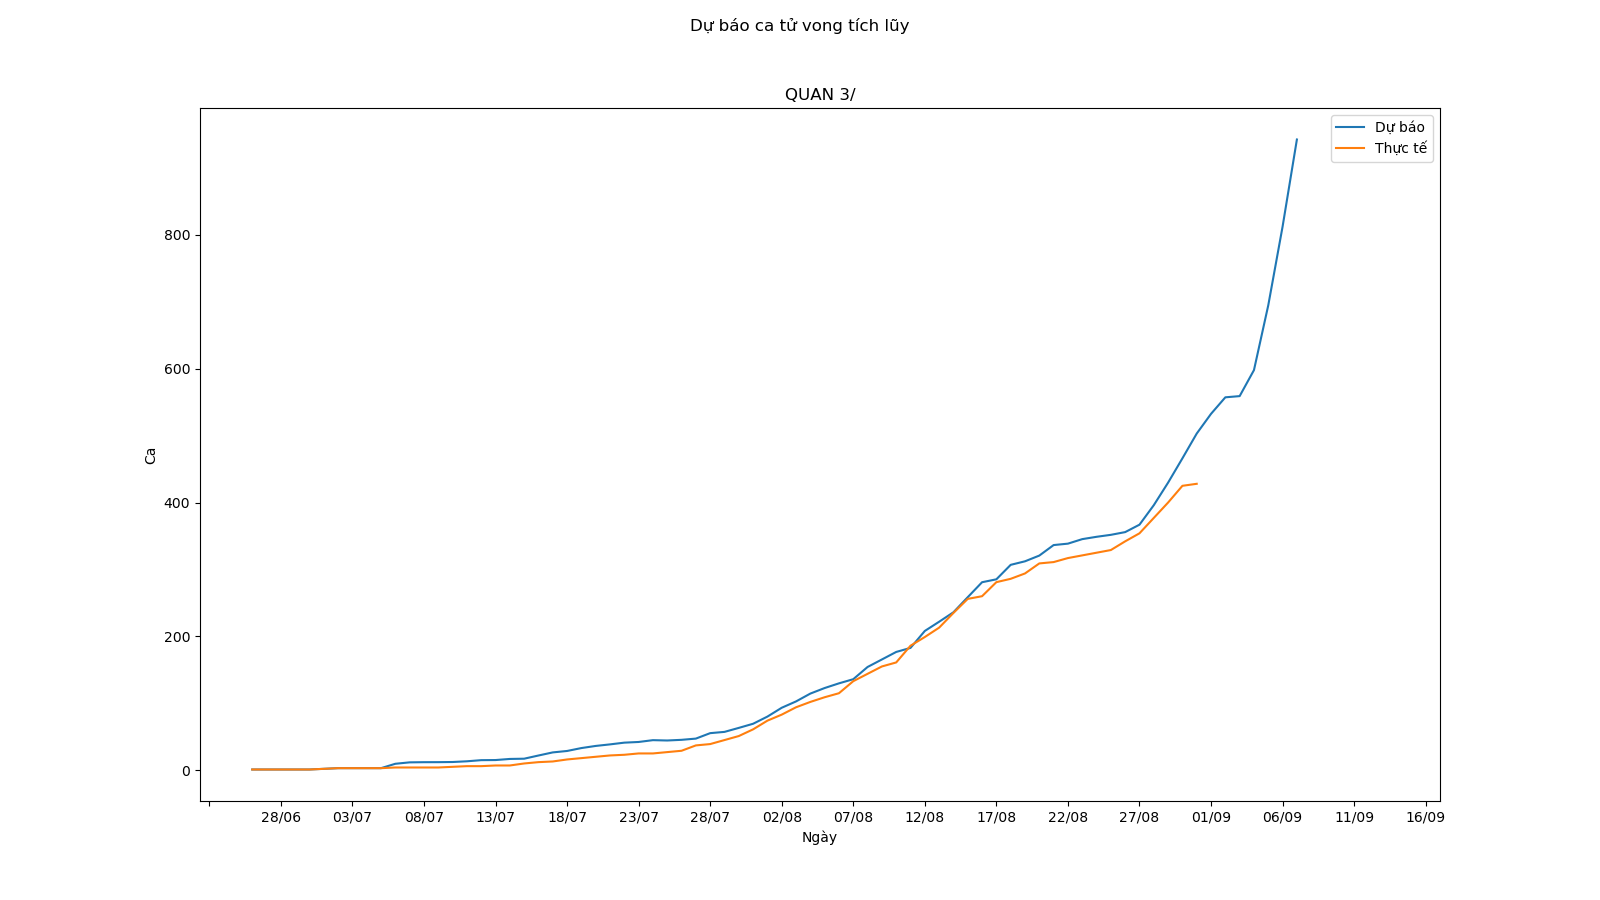 Dự báo ca tử vong tích lũy
QUAN 3/
Dự báo
Thực tế
800
600
400
200
0
Ca
28/06 03/07 08/07 13/07 18/07 23/07 28/07 02/08 07/08 12/08 17/08 22/08 27/08 01/09 06/09 11/09 16/09
Ngày